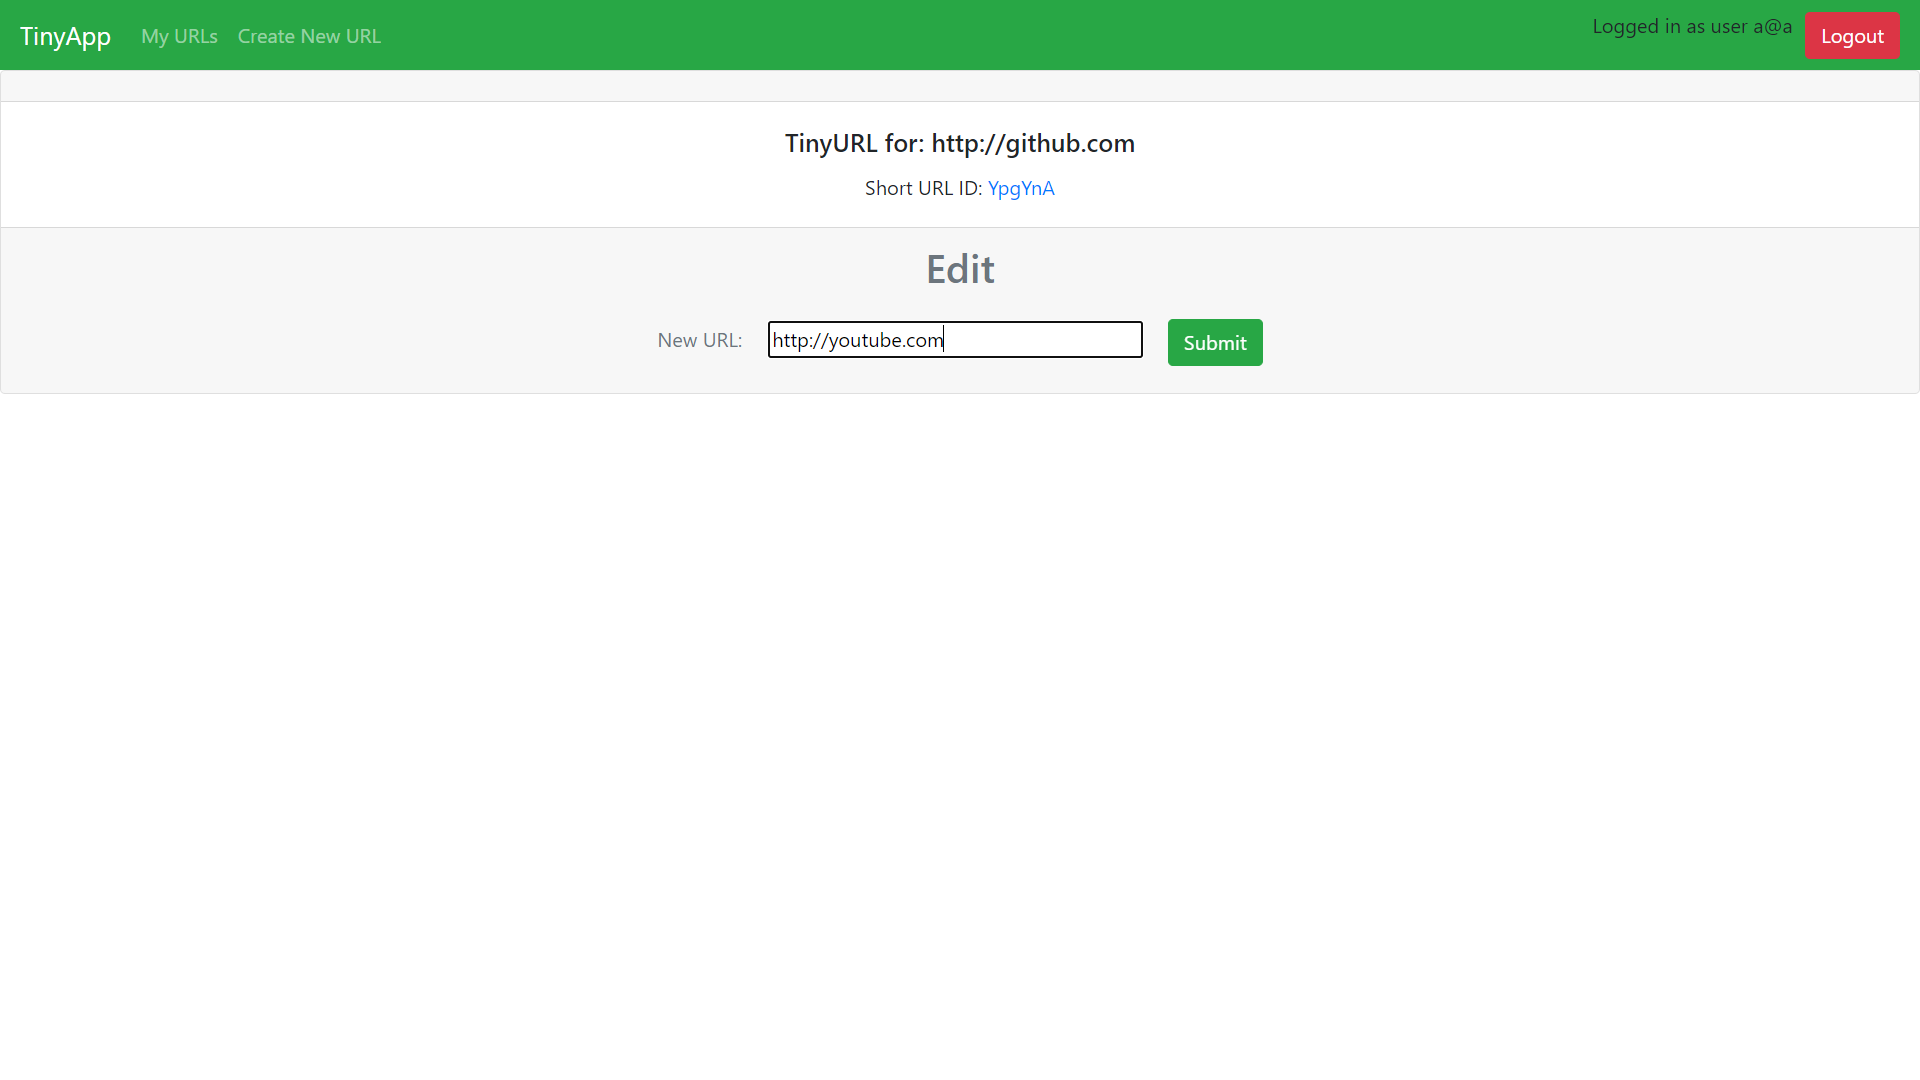 TinyApp My URLs Create New URL Logged in as user a@a Logout
TinyURL for: http://github.com
Short URL ID: YpgYnA
Edit
New URL: http://youtube.com Submit